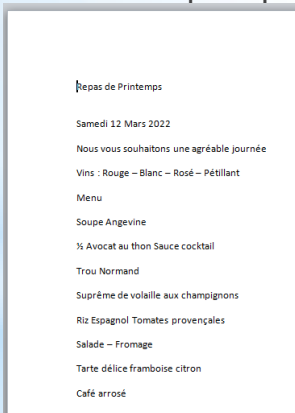 Repas de Printemps
Samedi 12 Mars 2022
Nous vous souhaitons une agréable journée
Vins : Rouge – Blanc – Rosé – Pétillant
Menu
Soupe Angevine
½ Avocat au thon Sauce cocktail
Trou Normand
Suprême de volaille aux champignons
Riz Espagnol Tomates provençales
Salade – Fromage
Tarte délice framboise citron
Café arrosé